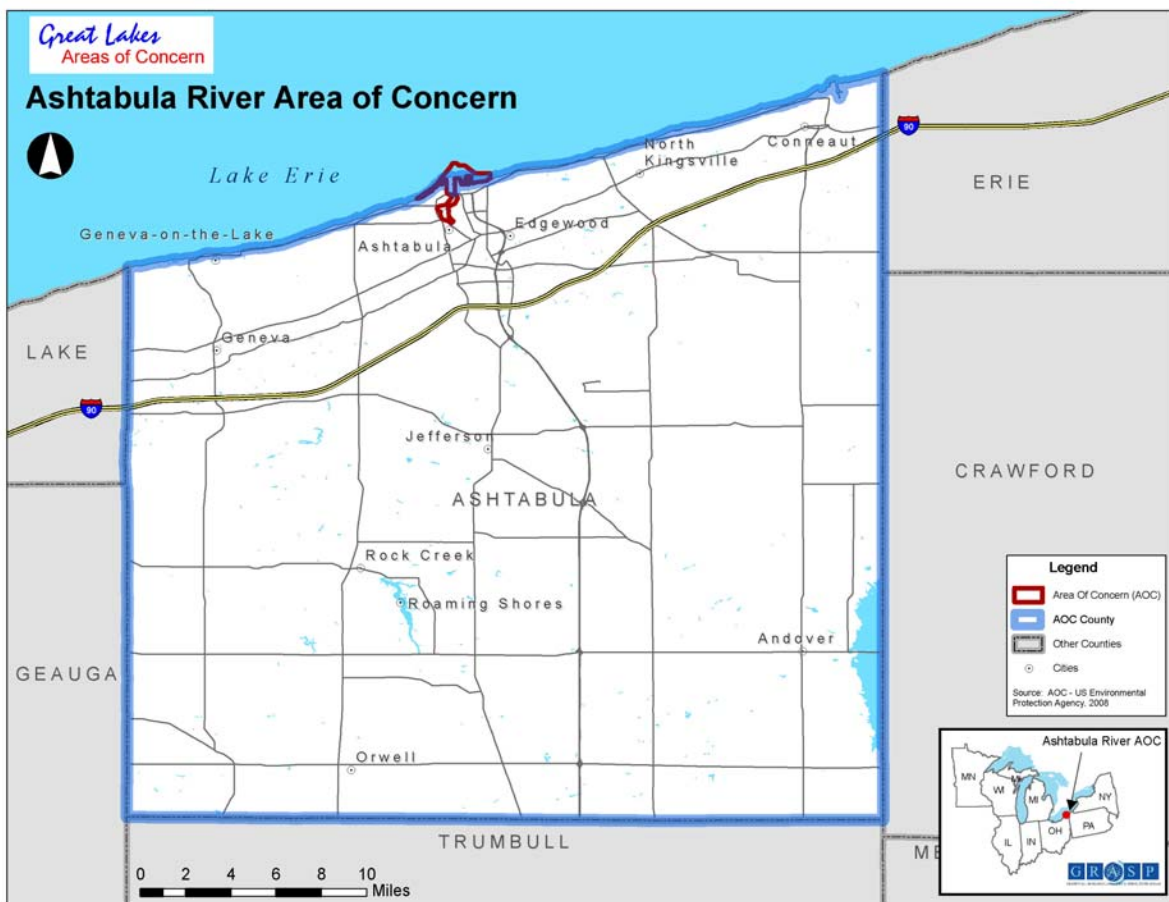 Great Lakes
Areas of Concern
Ashtabula River Area of Concern
Lake Erie
North
Kingsville
Conneaut
90
ERIE
Geneva-on-the-Lake
Ashtabula
Edgewood
LAKE
Geneva
90
Jefferson
ASHTABULA
CRAWFORD
Rock Creek
Roaming Shores
Andover
GEAUGA
Orwell
TRUMBULL
ME
0 2 4 6 8 10
Miles
Legend
Area Of Concern (AOC)
AOC County
Other Counties
Cities
Source: AOC - US Environmental
Protection Agency, 2008
Ashtabula River AOC
MN
WI
MI
MI
NY
IL
IN
OH
PA
GRASP